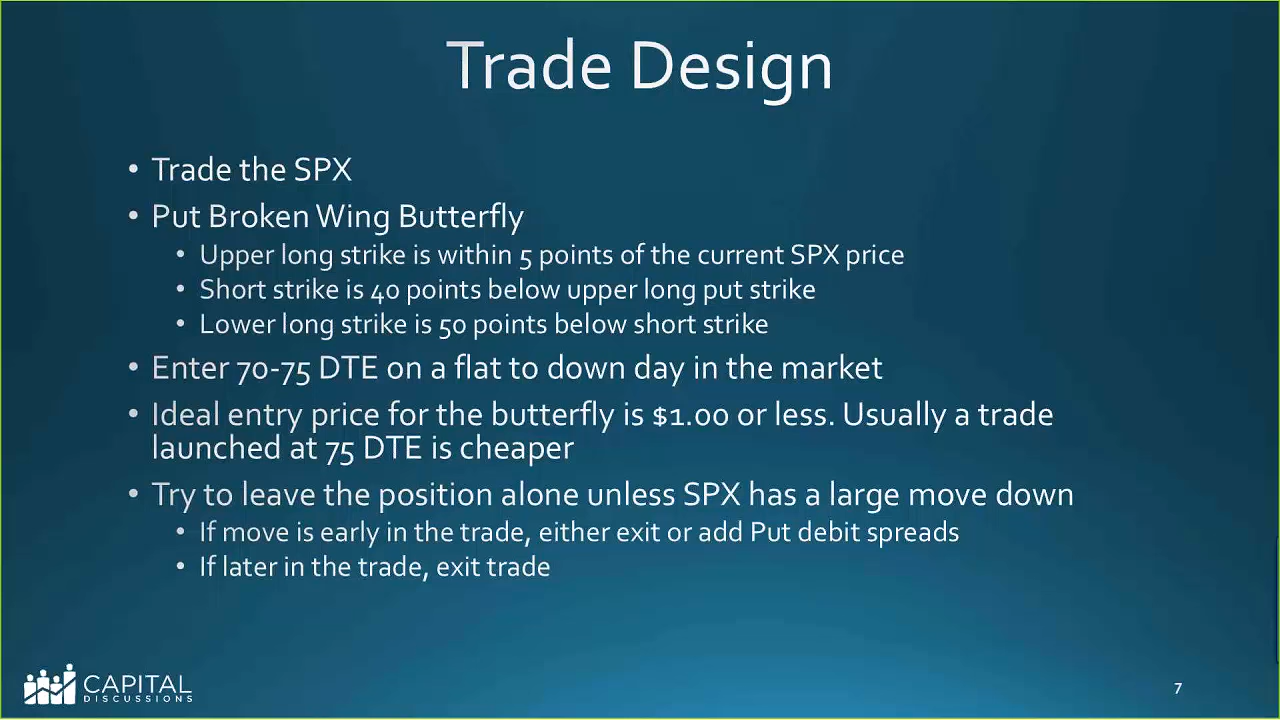 Trade Design
• Trade the SPX
• Put Broken Wing Butterfly
• Upper long strike is within 5 points of the current SPX price
• Short strike is 40 points below upper long put strike
• Lower long strike is 50 points below short strike
• Enter 70-75 DTE on a flat to down day in the market
• Ideal entry price for the butterfly is $1.00 or less. Usually a trade
launched at 75 DTE is cheaper
• Try to leave the position alone unless SPX has a large move down
• If move is early in the trade, either exit or add Put debit spreads
• If later in the trade, exit trade
CAPITAL
DISCUSSIONS
7